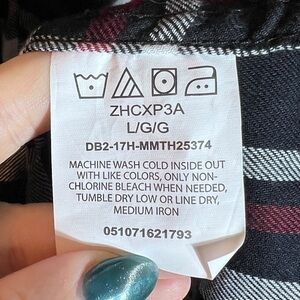 ZHCXP3A
L/G/G
DB2-17H-MMTH25374
MACHINE WASH COLD INSIDE OUT
WITH LIKE COLORS, ONLY NON-
CHLORINE BLEACH WHEN NEEDED,
TUMBLE DRY LOW OR LINE DRY,
MEDIUM IRON
051071621793